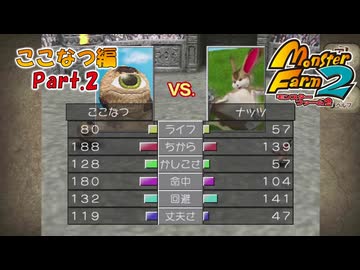 ここなつ編
Part.2
VS.
Monster
Farm 2
ここなつ
ナッツ
80 ライフ 57
188 ちから 139
128 かしこさ 57
180 命中 104
132 回避 141
119 丈夫さ 47